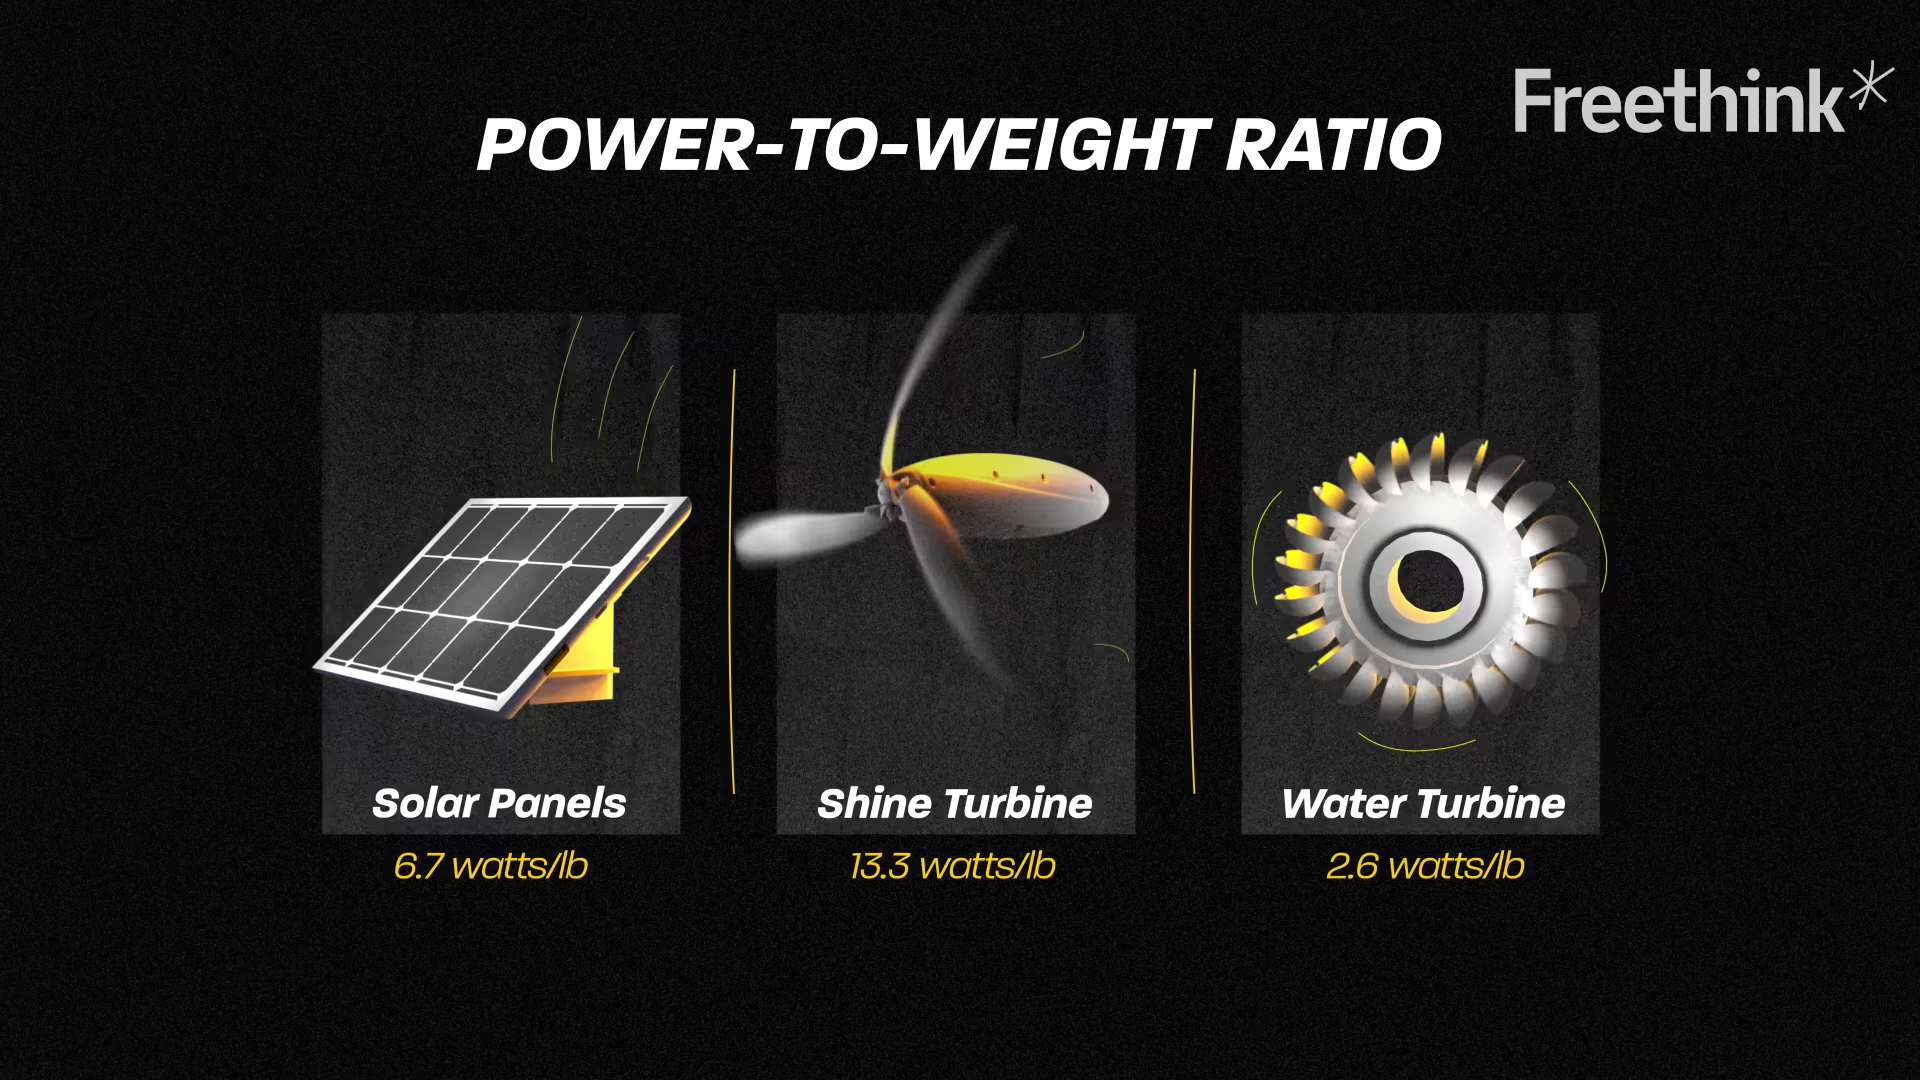 Freethink*
POWER-TO-WEIGHT RATIO
Solar Panels
6.7 watts/lb
Shine Turbine
13.3 watts/lb
Water Turbine
2.6 watts/lb